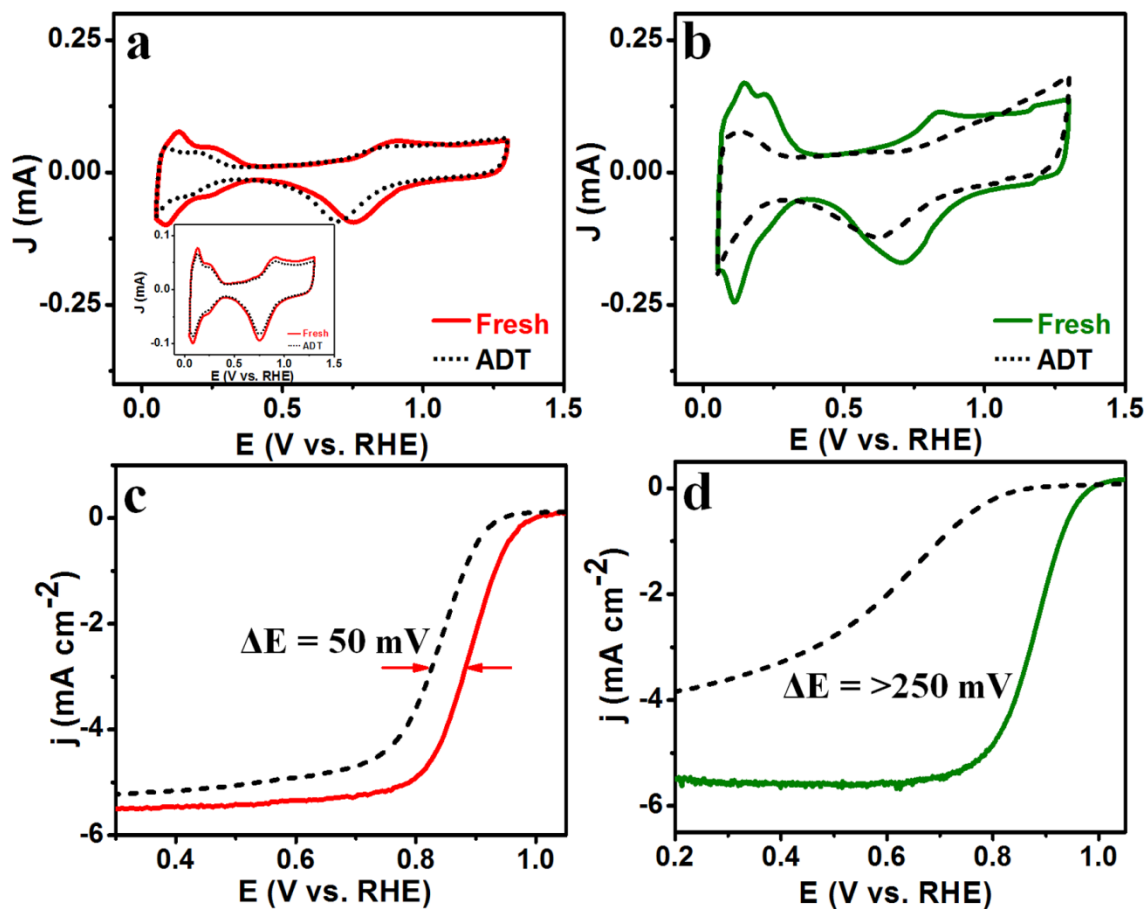 a
0.25
0.00
-0.25
J (mA)
0.0
0.5
1.0
1.5
E (V vs. RHE)
Fresh
ADT
0.1
0.0
-0.1
J (mA)
0.0
0.5
1.0
1.5
E (V vs. RHE)
Fresh
ADT
b
0.25
0.00
-0.25
J (mA)
0.0
0.5
1.0
1.5
E (V vs. RHE)
Fresh
ADT
c
0
-2
-4
-6
j (mA cm⁻²)
ΔE = 50 mV
0.4
0.6
0.8
1.0
E (V vs. RHE)
d
0
-2
-4
-6
j (mA cm⁻²)
ΔE = >250 mV
0.2
0.4
0.6
0.8
1.0
E (V vs. RHE)